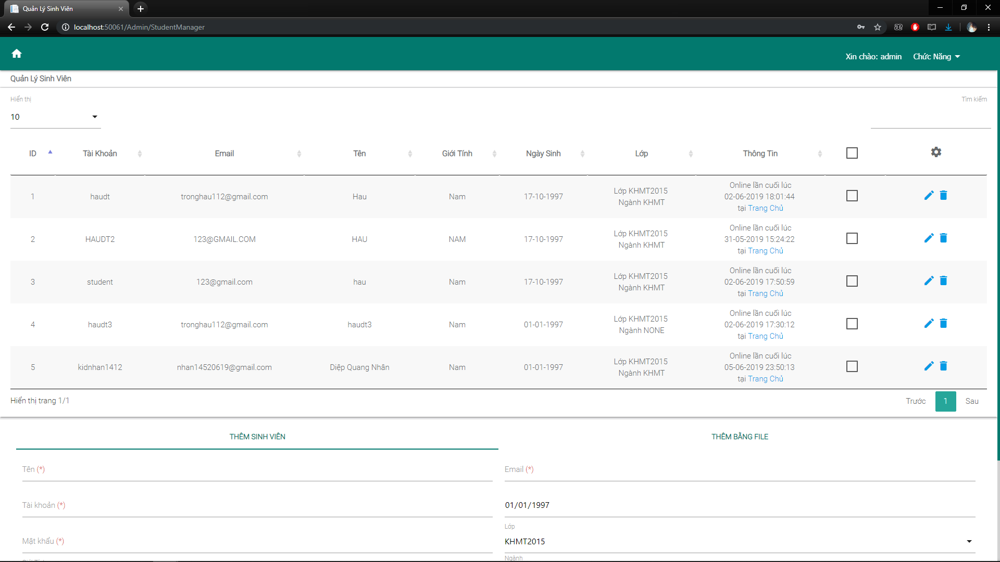 Quản Lý Sinh Viên
localhost:50061/Admin/StudentManager
Xin chào: admin Chức Năng
Quản Lý Sinh Viên
Hiển thị Tìm kiếm
10
ID Tài Khoản Email Tên Giới Tính Ngày Sinh Lớp Thông Tin
1 haudt tronghau112@gmail.com Hau Nam 17-10-1997 Lớp KHMT2015 Ngành KHMT Online lần cuối lúc 02-06-2019 18:01:44 tại Trang Chủ
2 HAUDT2 123@GMAIL.COM HAU NAM 17-10-1997 Lớp KHMT2015 Ngành KHMT Online lần cuối lúc 31-05-2019 15:24:22 tại Trang Chủ
3 student 123@gmail.com hau Nam 17-10-1997 Lớp KHMT2015 Ngành KHMT Online lần cuối lúc 02-06-2019 17:50:59 tại Trang Chủ
4 haudt3 tronghau112@gmail.com haudt3 Nam 01-01-1997 Lớp KHMT2015 Ngành NONE Online lần cuối lúc 02-06-2019 17:30:12 tại Trang Chủ
5 kidnhan1412 nhan14520619@gmail.com Diệp Quang Nhân Nam 01-01-1997 Lớp KHMT2015 Ngành KHMT Online lần cuối lúc 05-06-2019 23:50:13 tại Trang Chủ
Hiển thị trang 1/1 Trước 1 Sau
THÊM SINH VIÊN THÊM BẰNG FILE
Tên (*) Email (*)
Tài khoản (*) 01/01/1997
Lớp
Mật khẩu (*) KHMT2015
Ngành